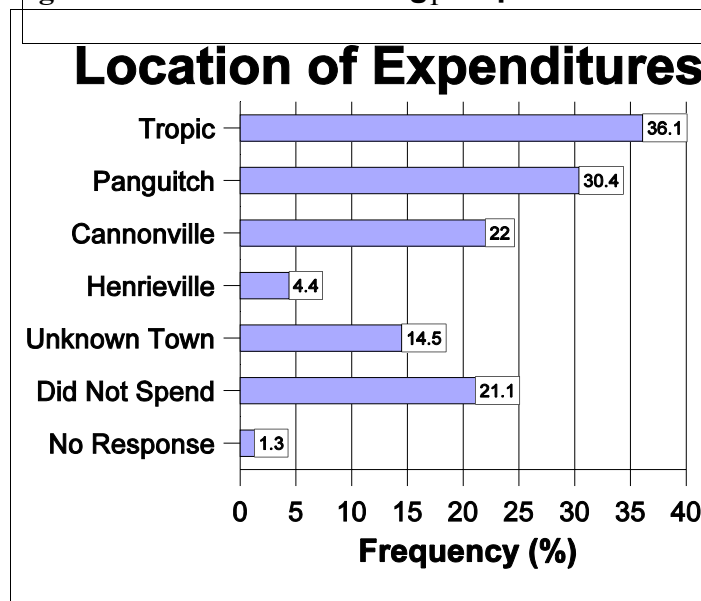 Location of Expenditures
Tropic 36.1
Panguitch 30.4
Cannonville 22
Henrieville 4.4
Unknown Town 14.5
Did Not Spend 21.1
No Response 1.3
0 5 10 15 20 25 30 35 40
Frequency (%)